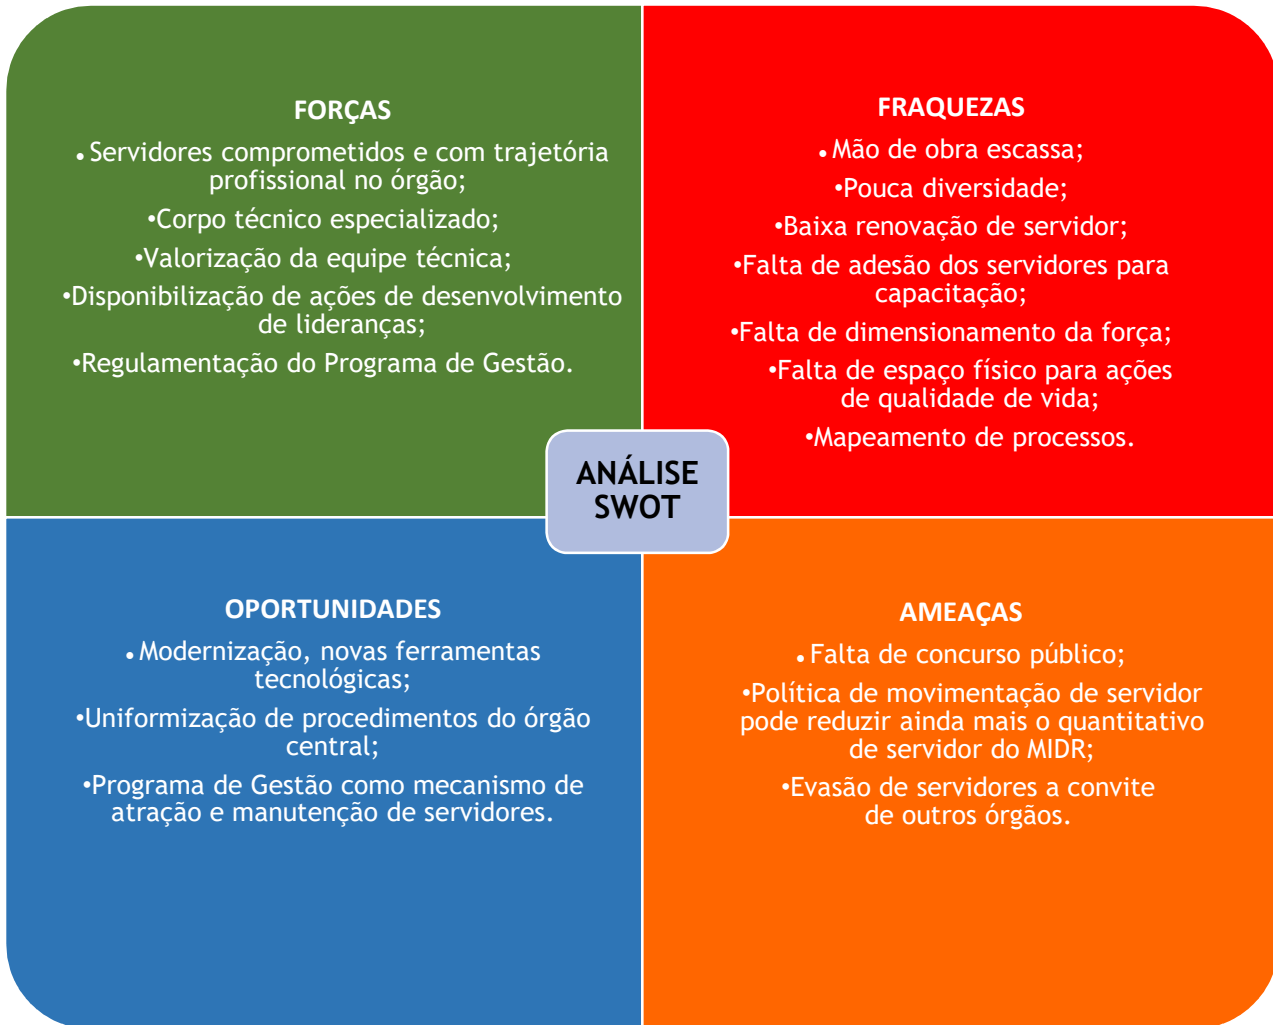 FORÇAS
• Servidores comprometidos e com trajetória
profissional no órgão;
•Corpo técnico especializado;
•Valorização da equipe técnica;
•Disponibilização de ações de desenvolvimento
de lideranças;
•Regulamentação do Programa de Gestão.
FRAQUEZAS
• Mão de obra escassa;
•Pouca diversidade;
•Baixa renovação de servidor;
•Falta de adesão dos servidores para
capacitação;
•Falta de dimensionamento da força;
•Falta de espaço físico para ações
de qualidade de vida;
•Mapeamento de processos.
ANÁLISE
SWOT
OPORTUNIDADES
• Modernização, novas ferramentas
tecnológicas;
•Uniformização de procedimentos do órgão
central;
•Programa de Gestão como mecanismo de
atração e manutenção de servidores.
AMEAÇAS
• Falta de concurso público;
•Política de movimentação de servidor
pode reduzir ainda mais o quantitativo
de servidor do MIDR;
•Evasão de servidores a convite
de outros órgãos.